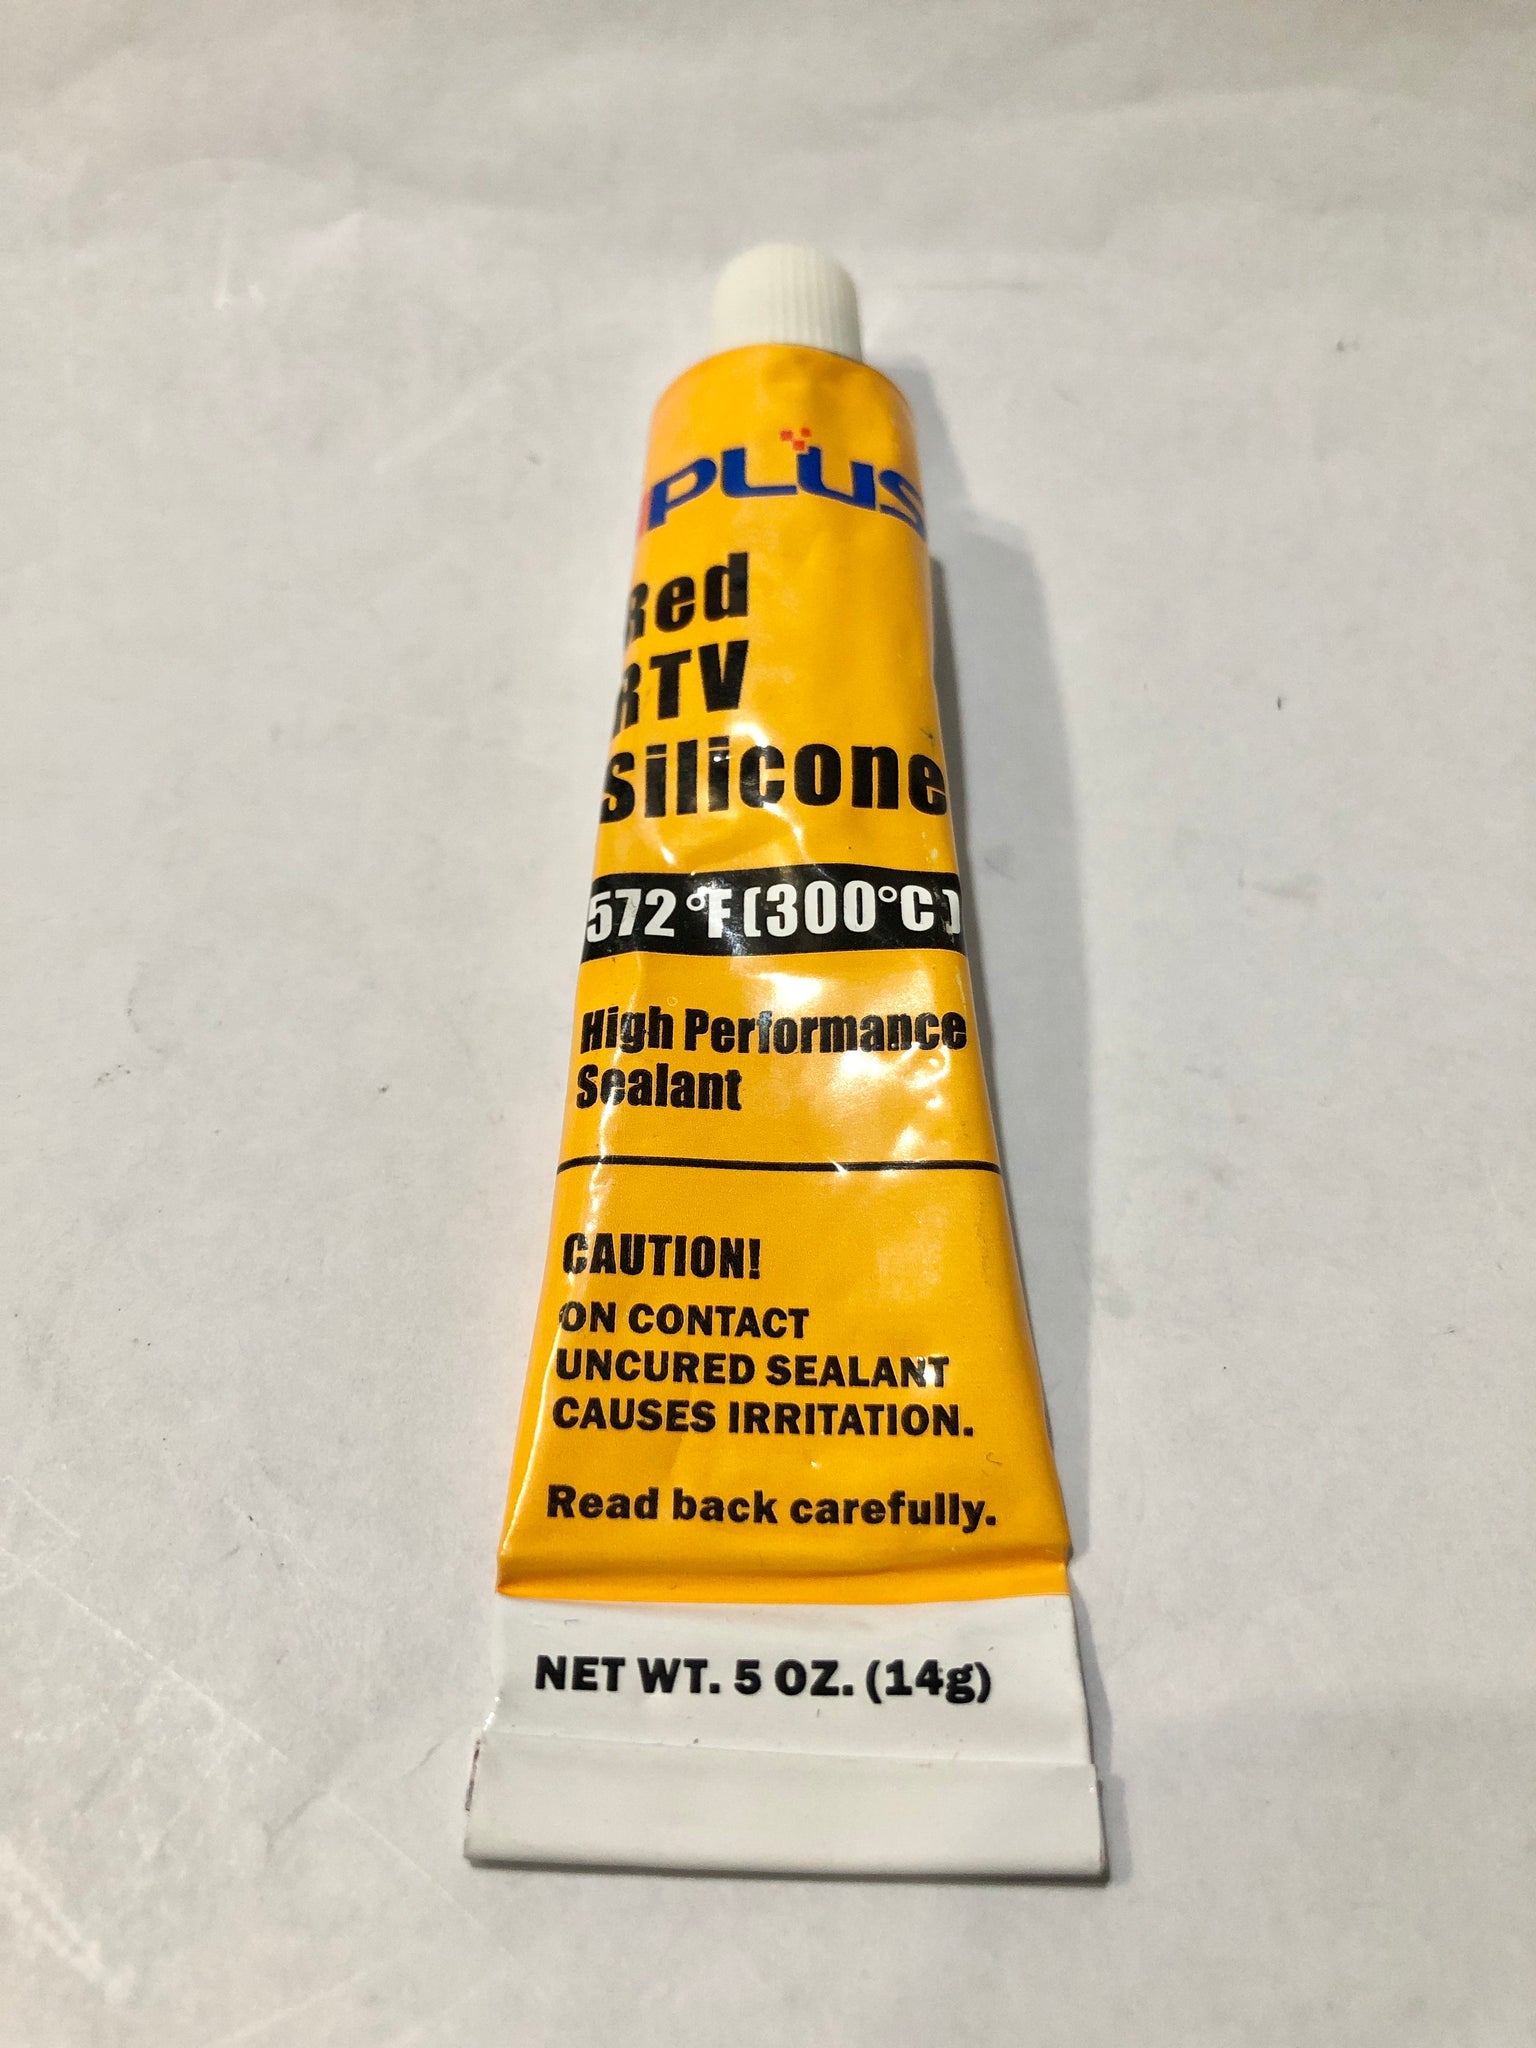 PLUS
Red
RTV
Silicone
572 °F (300°C)
High Performance
Sealant
CAUTION!
ON CONTACT
UNCURED SEALANT
CAUSES IRRITATION.
Read back carefully.
NET WT. 5 OZ. (14g)